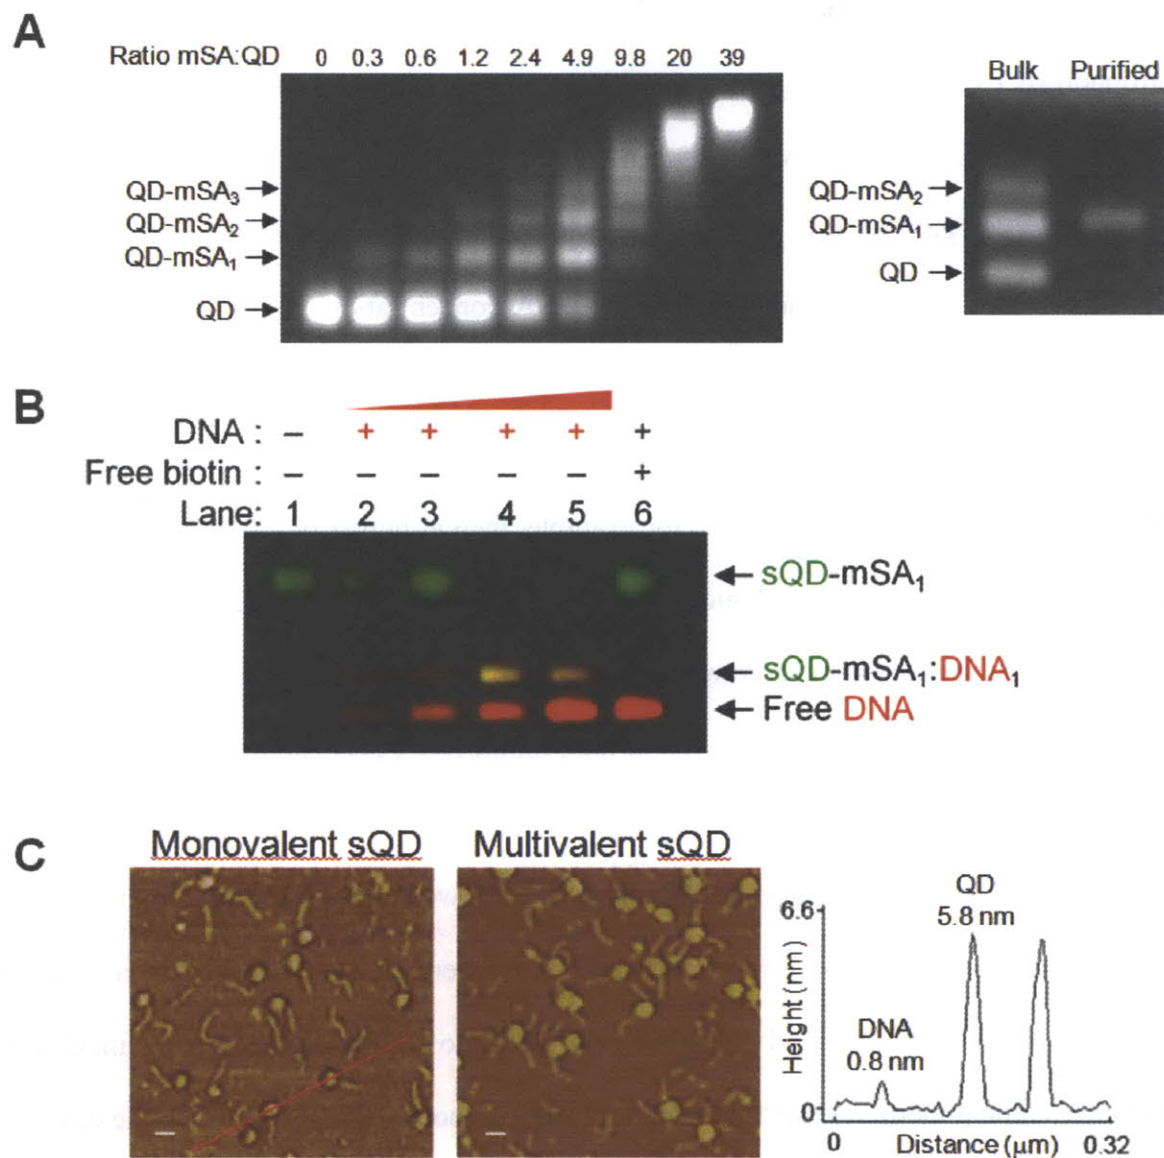 A
Ratio mSA:QD 0 0.3 0.6 1.2 2.4 4.9 9.8 20 39
QD-mSA₃
QD-mSA₂
QD-mSA₁
QD
Bulk Purified
QD-mSA₂
QD-mSA₁
QD
B
DNA : – + + + + +
Free biotin : – – – – – +
Lane: 1 2 3 4 5 6
sQD-mSA₁
sQD-mSA₁:DNA₁
Free DNA
C
Monovalent sQD
Multivalent sQD
6.6
QD
5.8 nm
DNA
0.8 nm
Height (nm)
0
0 Distance (µm) 0.32